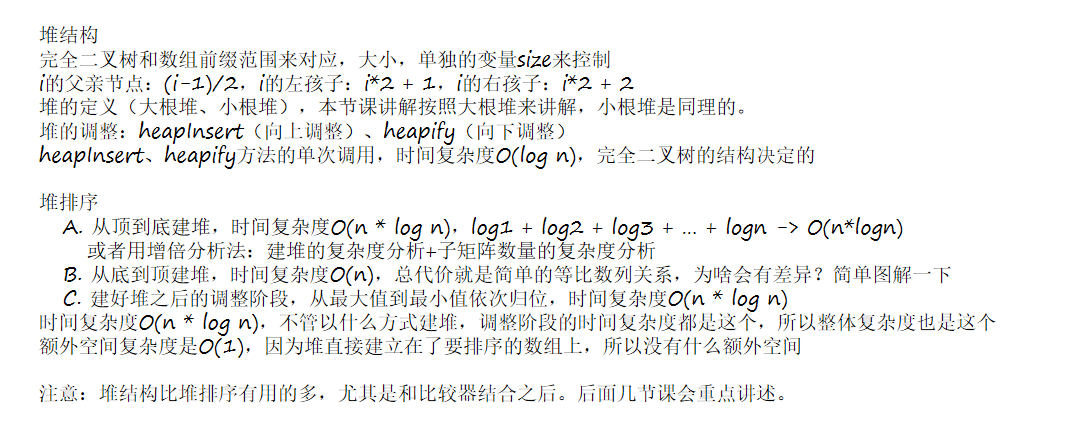 堆结构
完全二叉树和数组前缀范围来对应，大小，单独的变量size来控制
i的父亲节点：(i-1)/2，i的左孩子：i*2 + 1，i的右孩子：i*2 + 2
堆的定义（大根堆、小根堆），本节课讲解按照大根堆来讲解，小根堆是同理的。
堆的调整：heapInsert（向上调整）、heapify（向下调整）
heapInsert、heapify方法的单次调用，时间复杂度O(log n)，完全二叉树的结构决定的
堆排序
A. 从顶到底建堆，时间复杂度O(n * log n)，log1 + log2 + log3 + … + logn -> O(n*logn)
或者用增倍分析法：建堆的复杂度分析+子矩阵数量的复杂度分析
B. 从底到顶建堆，时间复杂度O(n)，总代价就是简单的等比数列关系，为啥会有差异？简单图解一下
C. 建好堆之后的调整阶段，从最大值到最小值依次归位，时间复杂度O(n * log n)
时间复杂度O(n * log n)，不管以什么方式建堆，调整阶段的时间复杂度都是这个，所以整体复杂度也是这个
额外空间复杂度是O(1)，因为堆直接建立在了要排序的数组上，所以没有什么额外空间
注意：堆结构比堆排序有用的多，尤其是和比较器结合之后。后面几节课会重点讲述。